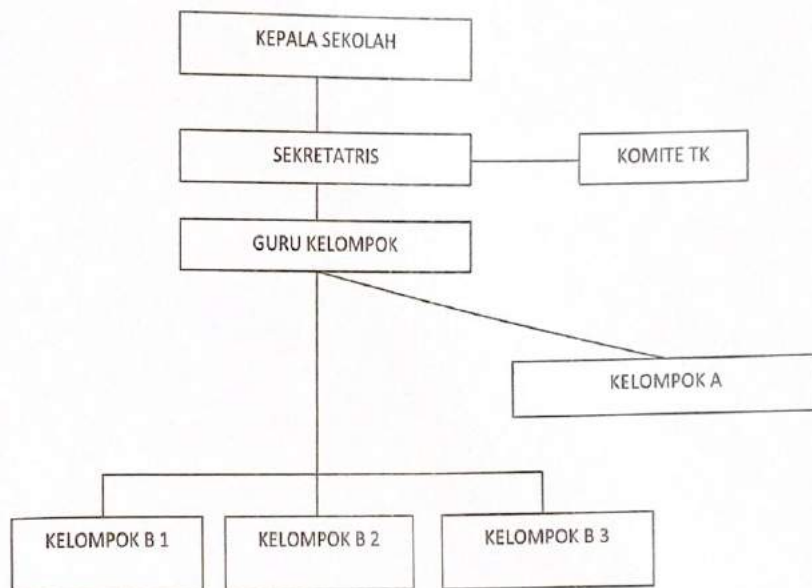 KEPALA SEKOLAH
SEKRETATRIS
KOMITE TK
GURU KELOMPOK
KELOMPOK A
KELOMPOK B 1
KELOMPOK B 2
KELOMPOK B 3